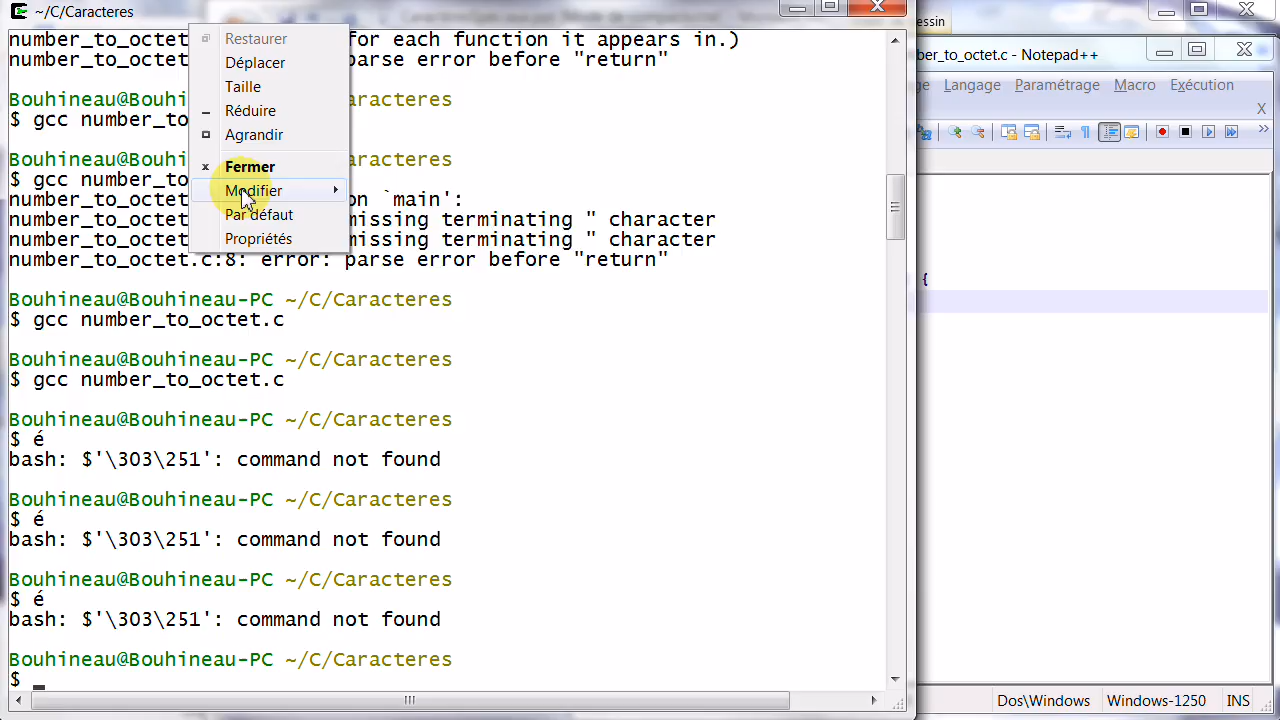 ~/C/Caracteres
number_to_octet. for each function it appears in.)
number_to_octet. parse error before "return"
Bouhineau@Bouhi Caracteres
$ gcc number_to
Bouhineau@Bouhi Caracteres
$ gcc number_to
number_to_octet. on `main':
number_to_octet. missing terminating " character
number_to_octet. missing terminating " character
number_to_octet.c:8: error: parse error before "return"
Bouhineau@Bouhineau-PC ~/C/Caracteres
$ gcc number_to_octet.c
Bouhineau@Bouhineau-PC ~/C/Caracteres
$ gcc number_to_octet.c
Bouhineau@Bouhineau-PC ~/C/Caracteres
$ é
bash: $'\303\251': command not found
Bouhineau@Bouhineau-PC ~/C/Caracteres
$ é
bash: $'\303\251': command not found
Bouhineau@Bouhineau-PC ~/C/Caracteres
$ é
bash: $'\303\251': command not found
Bouhineau@Bouhineau-PC ~/C/Caracteres
$
Restaurer
Déplacer
Taille
Réduire
Agrandir
Fermer
Modifier
Par défaut
Propriétés
essin
ber_to_octet.c - Notepad++
ge Langage Paramétrage Macro Exécution
X
{
Dos\Windows Windows-1250 INS